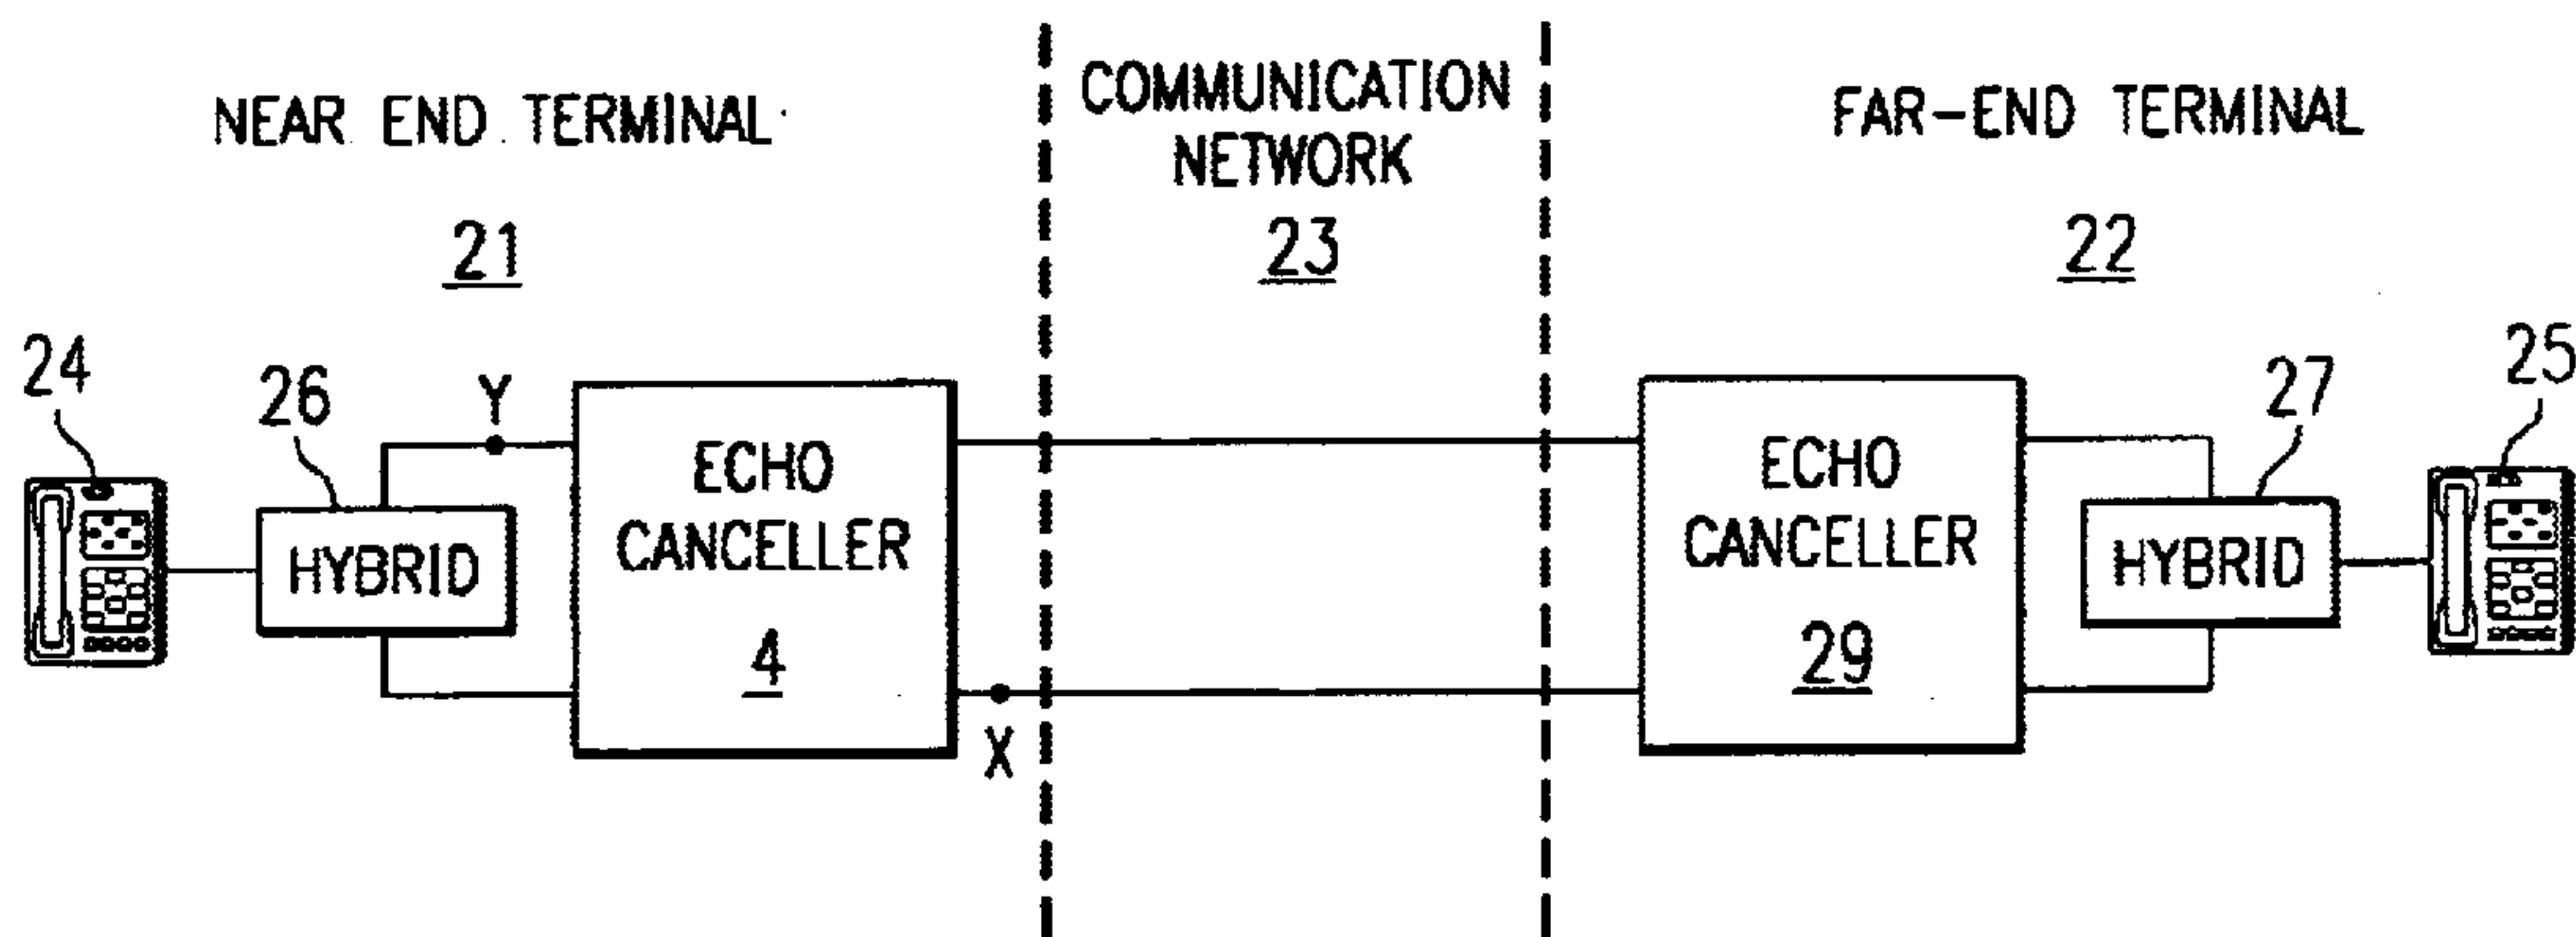 NEAR END TERMINAL
21
COMMUNICATION
NETWORK
23
FAR-END TERMINAL
22
24
26
Y
HYBRID
ECHO
CANCELLER
4
X
ECHO
CANCELLER
29
27
HYBRID
25